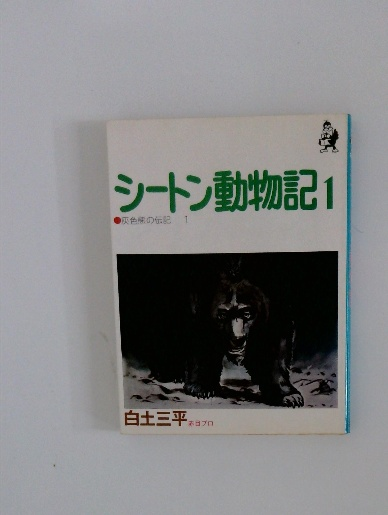 シートン動物記1
●灰色熊の伝記 1
白土三平 赤目プロ